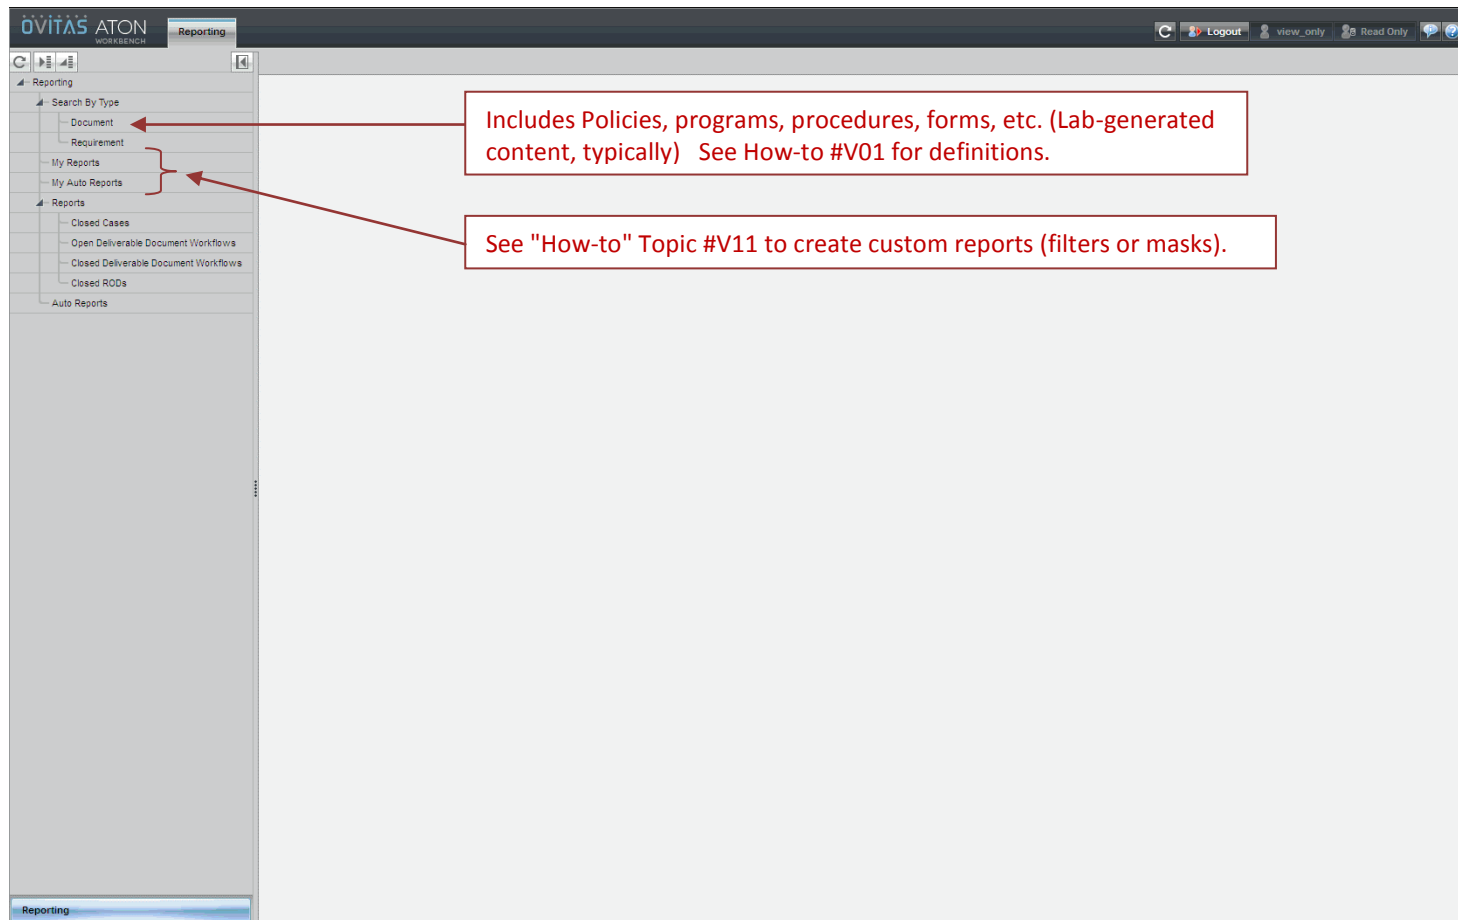 ÖVITAS ATON
WORKBENCH
Reporting
Logout
view_only
Read Only
Reporting
Search By Type
Document
Requirement
My Reports
My Auto Reports
Reports
Closed Cases
Open Deliverable Document Workflows
Closed Deliverable Document Workflows
Closed RODs
Auto Reports
Includes Policies, programs, procedures, forms, etc. (Lab-generated
content, typically)   See How-to #V01 for definitions.
See "How-to" Topic #V11 to create custom reports (filters or masks).
Reporting